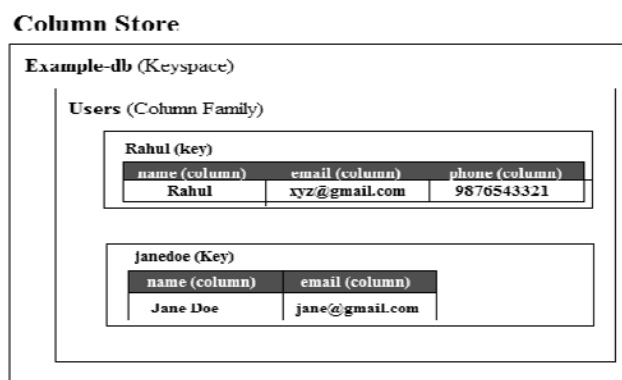 Column Store
Example-db (Keyspace)
Users (Column Family)
Rahul (key)
name (column) email (column) phone (column)
Rahul xyz@gmail.com 9876543321
janedoe (Key)
name (column) email (column)
Jane Doe jane@gmail.com